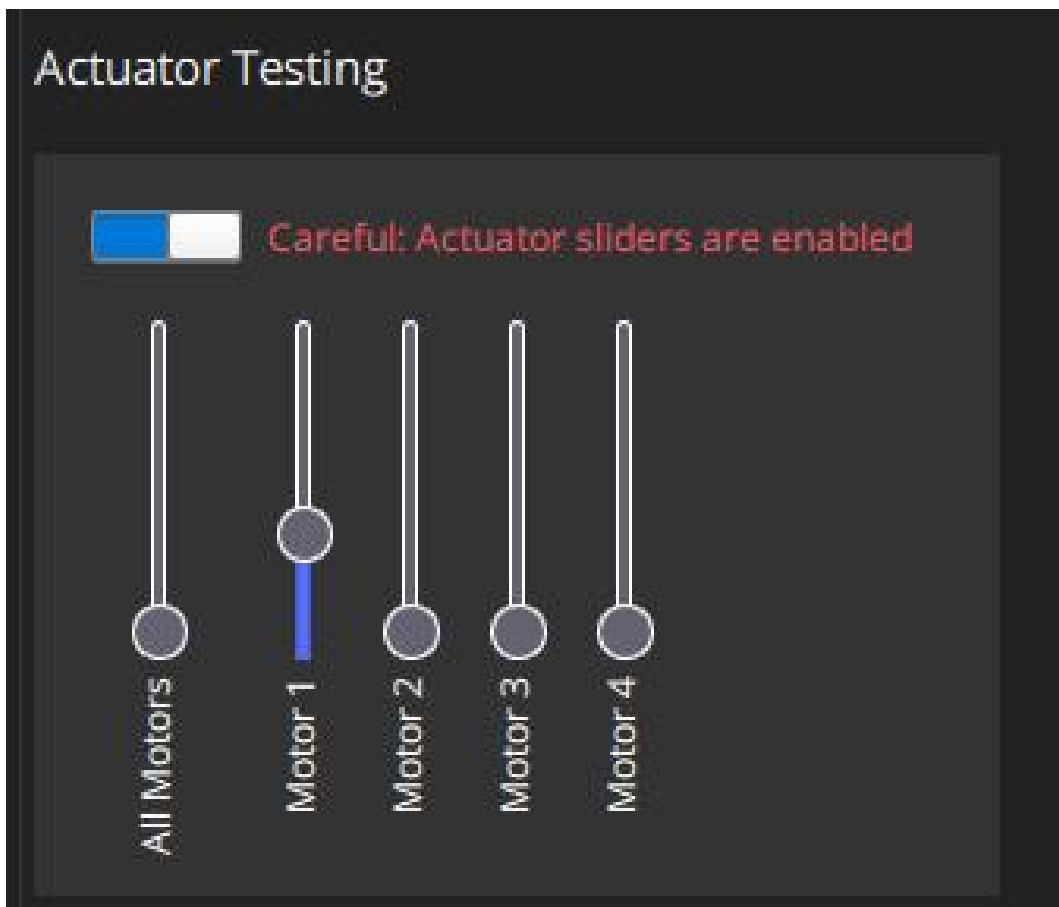 Actuator Testing
Careful: Actuator sliders are enabled
All Motors
Motor 1
Motor 2
Motor 3
Motor 4